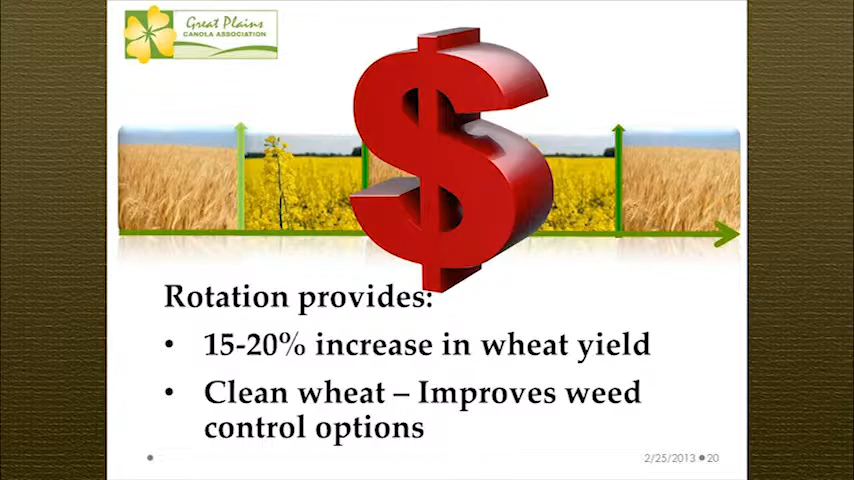 Great Plains
CANOLA ASSOCIATION
$
Rotation provides:
• 15-20% increase in wheat yield
• Clean wheat – Improves weed
control options
2/25/2013 • 20